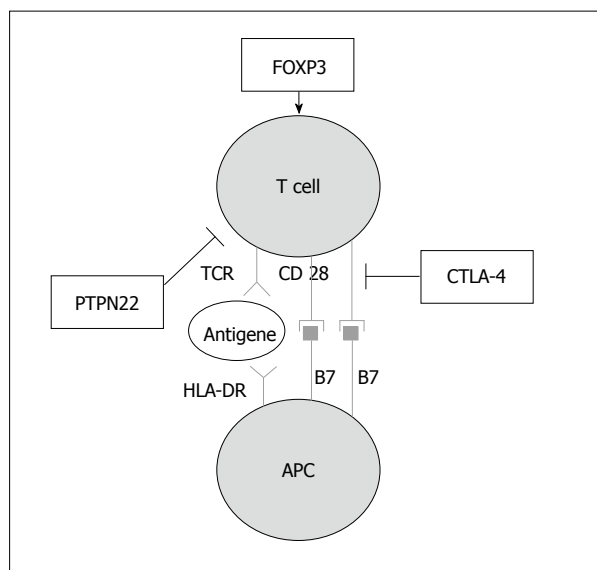 FOXP3
T cell
TCR
CD 28
PTPN22
CTLA-4
Antigene
HLA-DR
B7
B7
APC